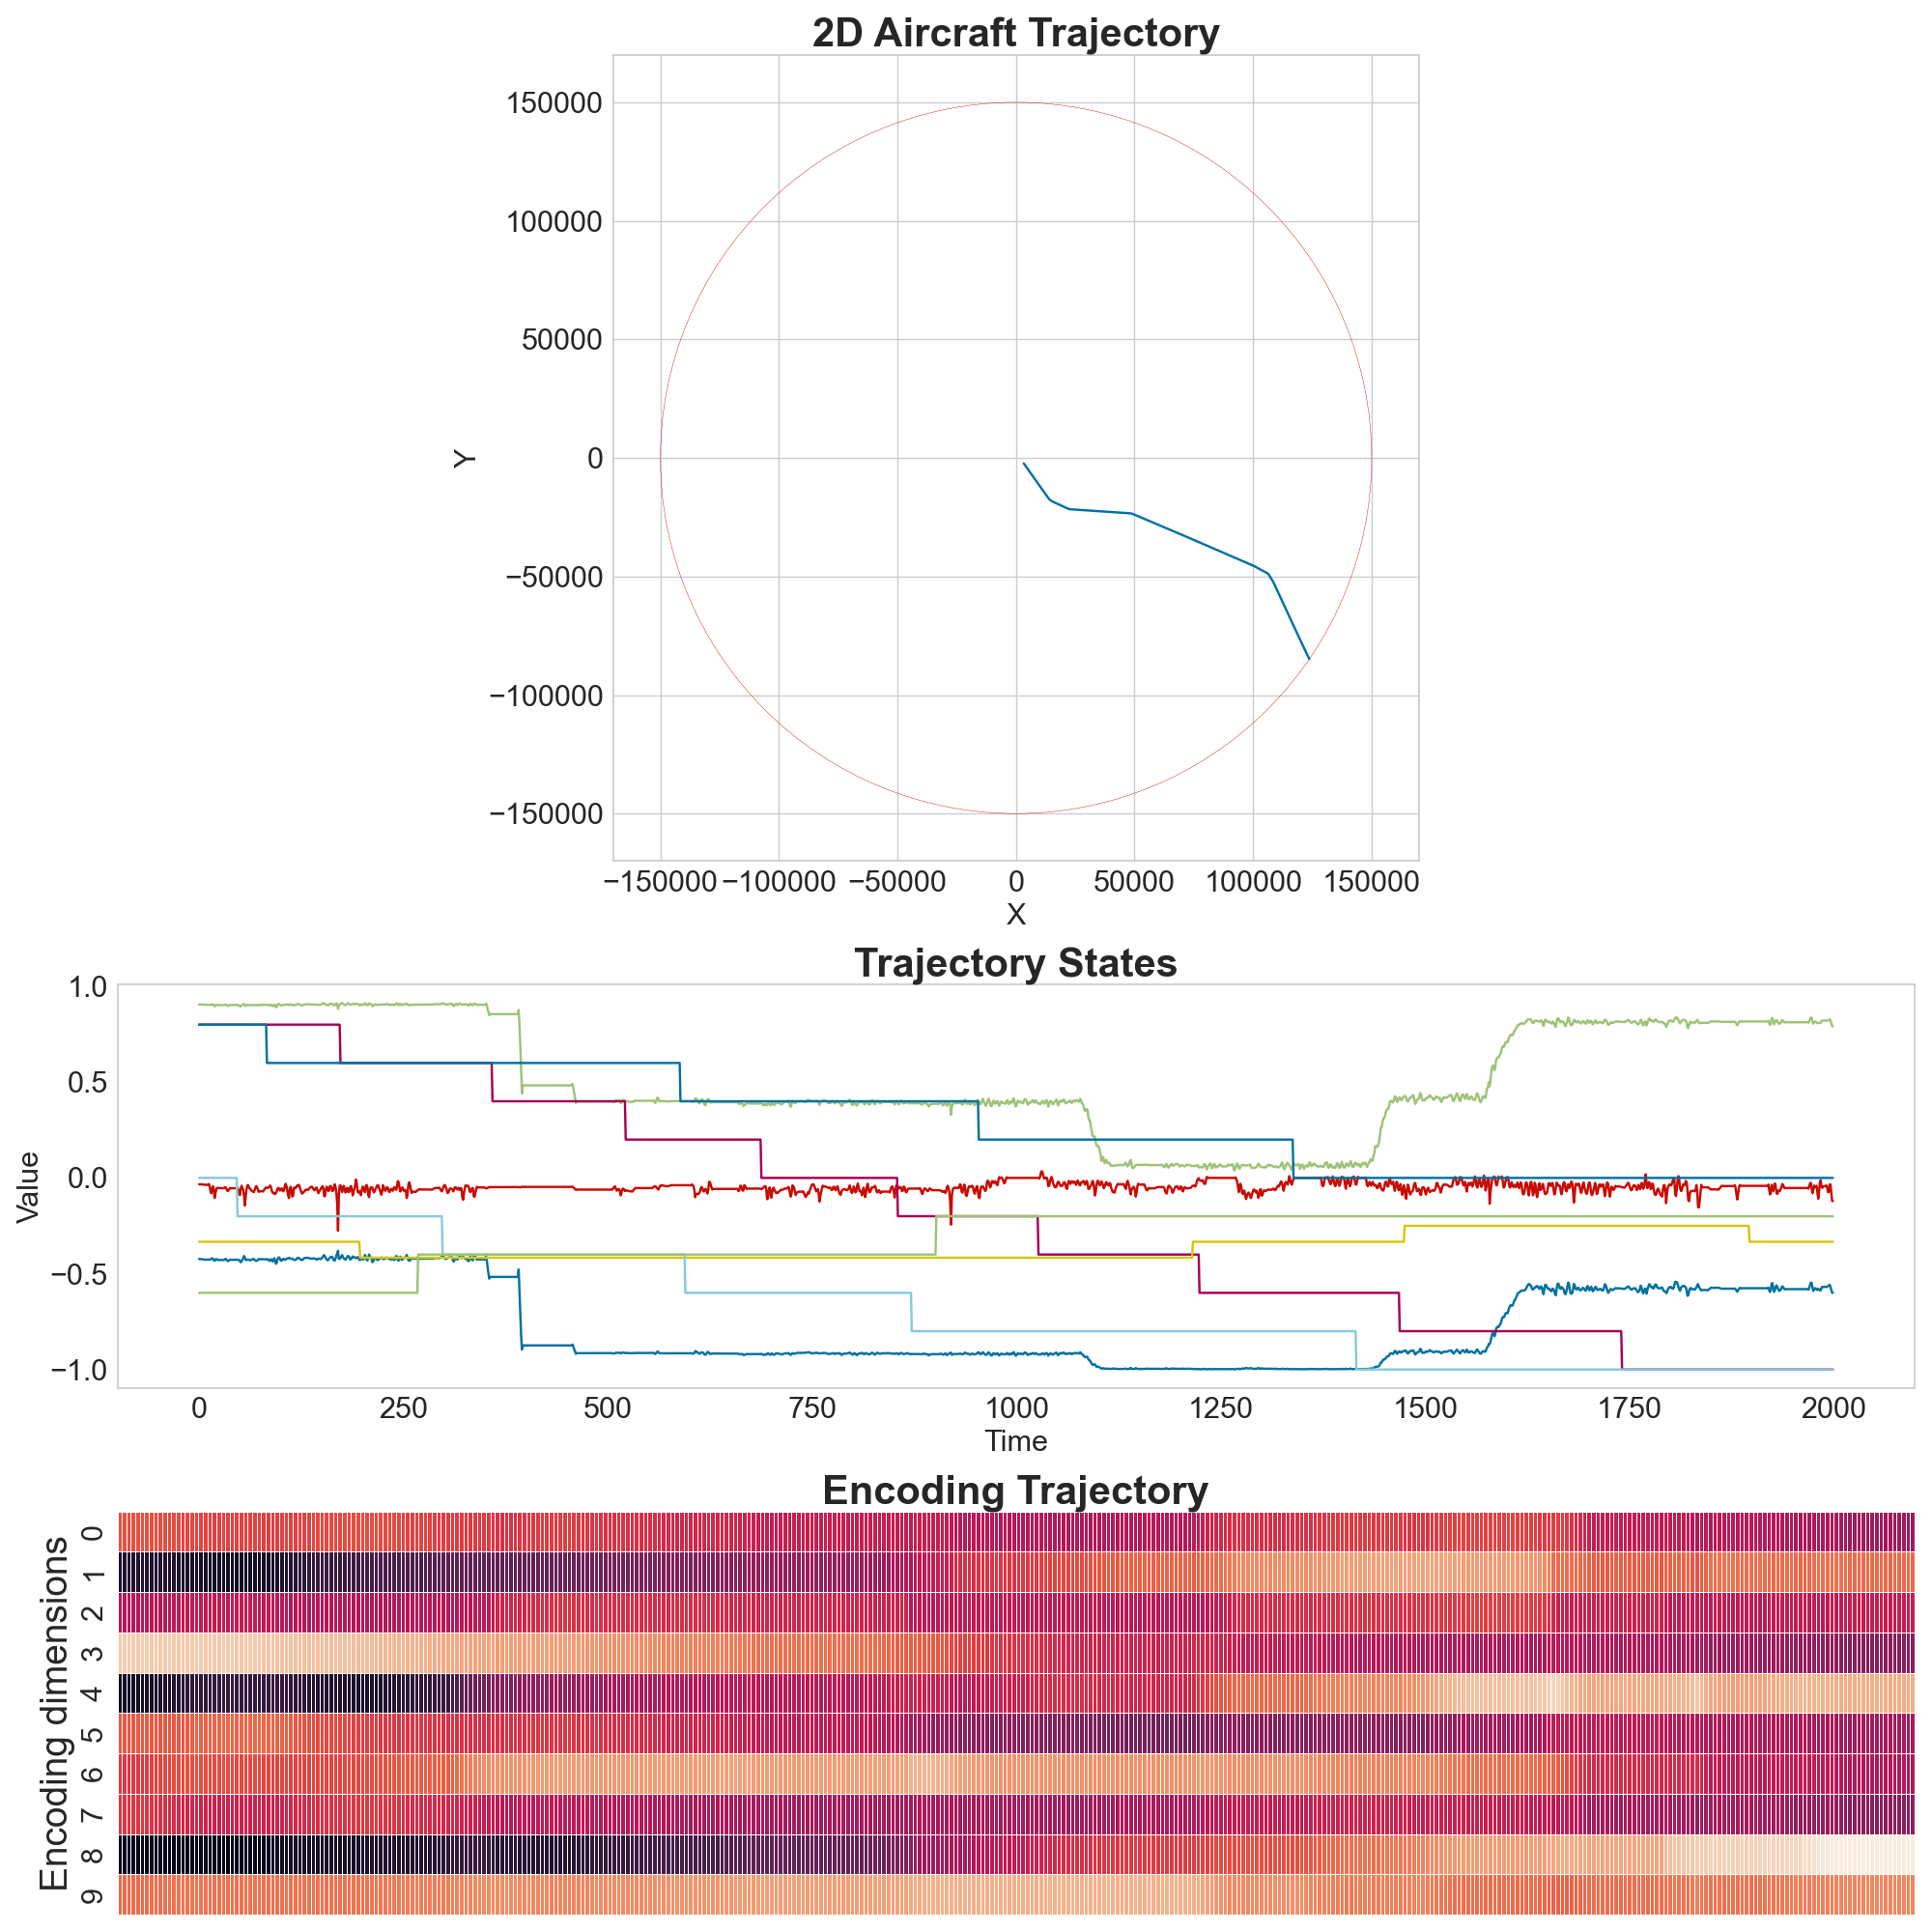 2D Aircraft Trajectory
150000
100000
50000
0
−50000
−100000
−150000
Y
−150000 −100000 −50000 0 50000 100000 150000
X
Trajectory States
1.0
0.5
0.0
−0.5
−1.0
Value
0 250 500 750 1000 1250 1500 1750 2000
Time
Encoding Trajectory
Encoding dimensions
0
1
2
3
4
5
6
7
8
9